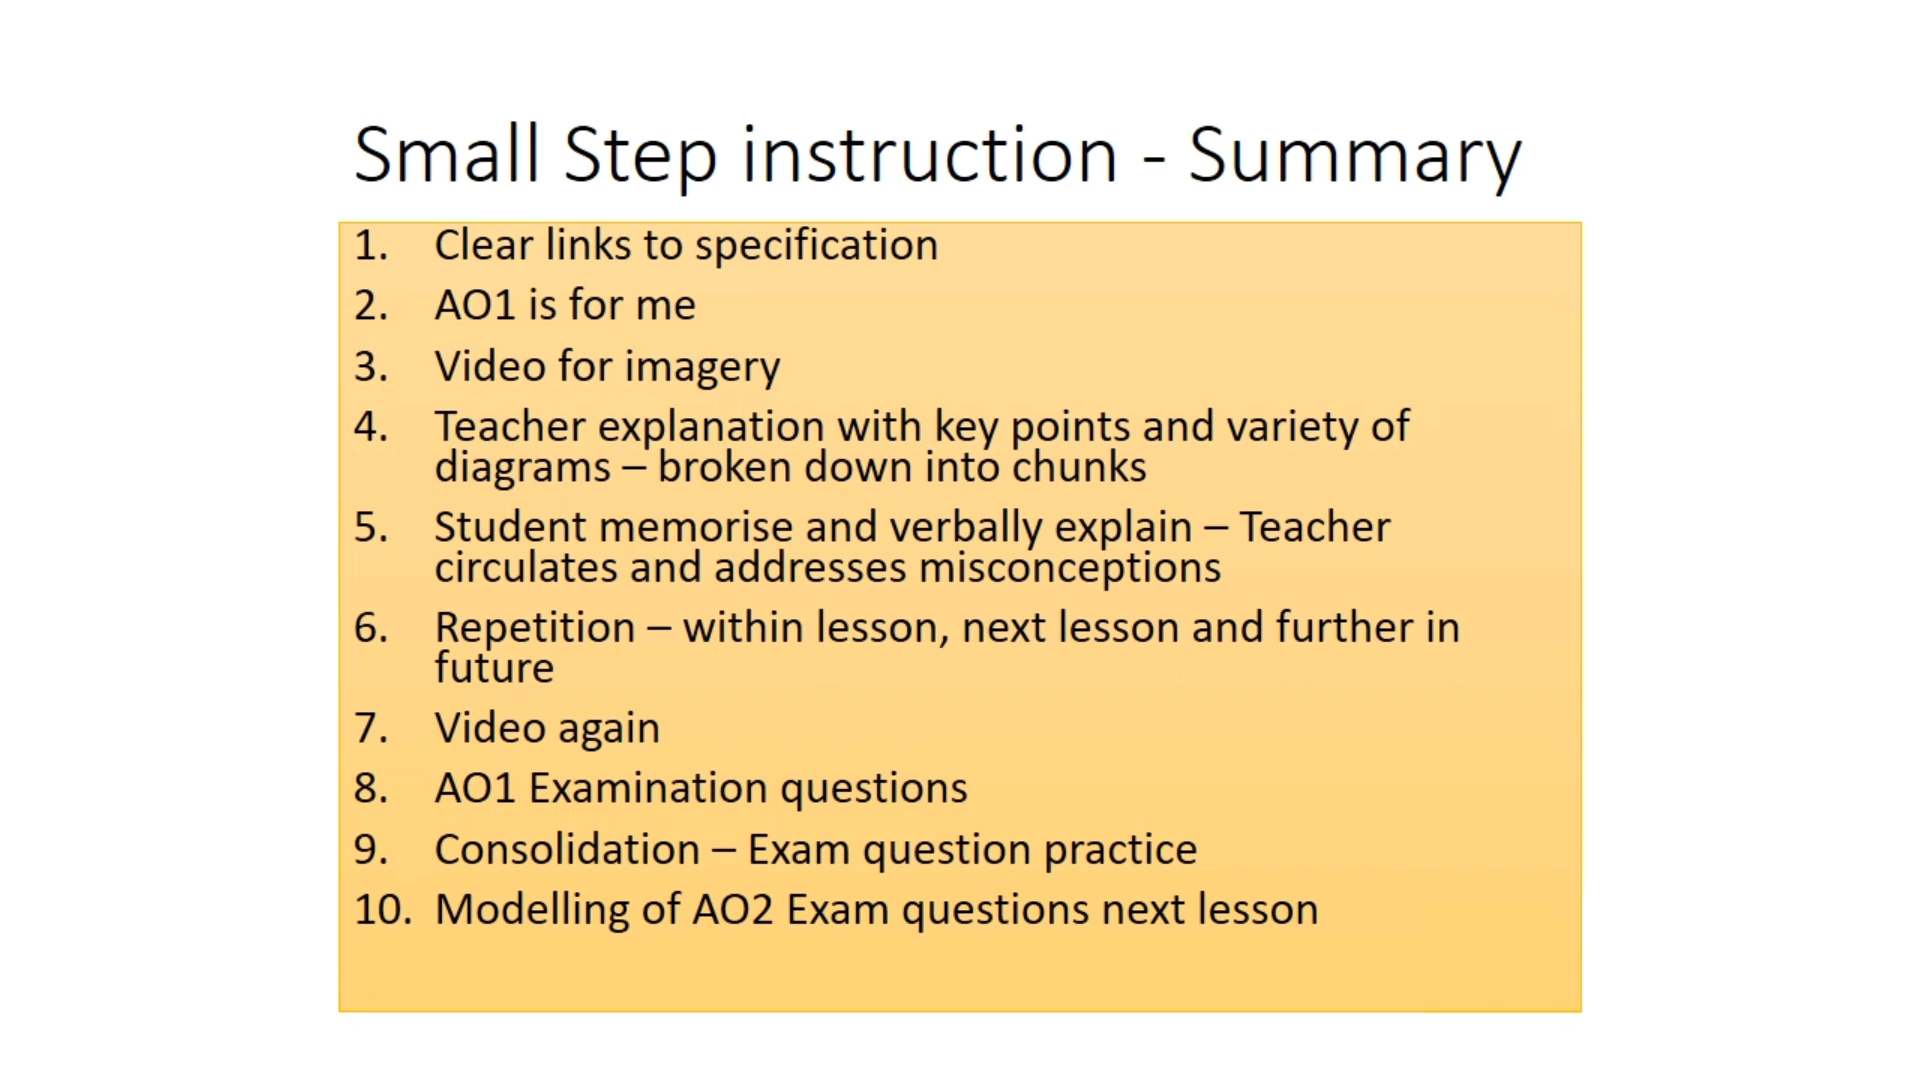 Small Step instruction - Summary
1. Clear links to specification
2. AO1 is for me
3. Video for imagery
4. Teacher explanation with key points and variety of
diagrams – broken down into chunks
5. Student memorise and verbally explain – Teacher
circulates and addresses misconceptions
6. Repetition – within lesson, next lesson and further in
future
7. Video again
8. AO1 Examination questions
9. Consolidation – Exam question practice
10. Modelling of AO2 Exam questions next lesson